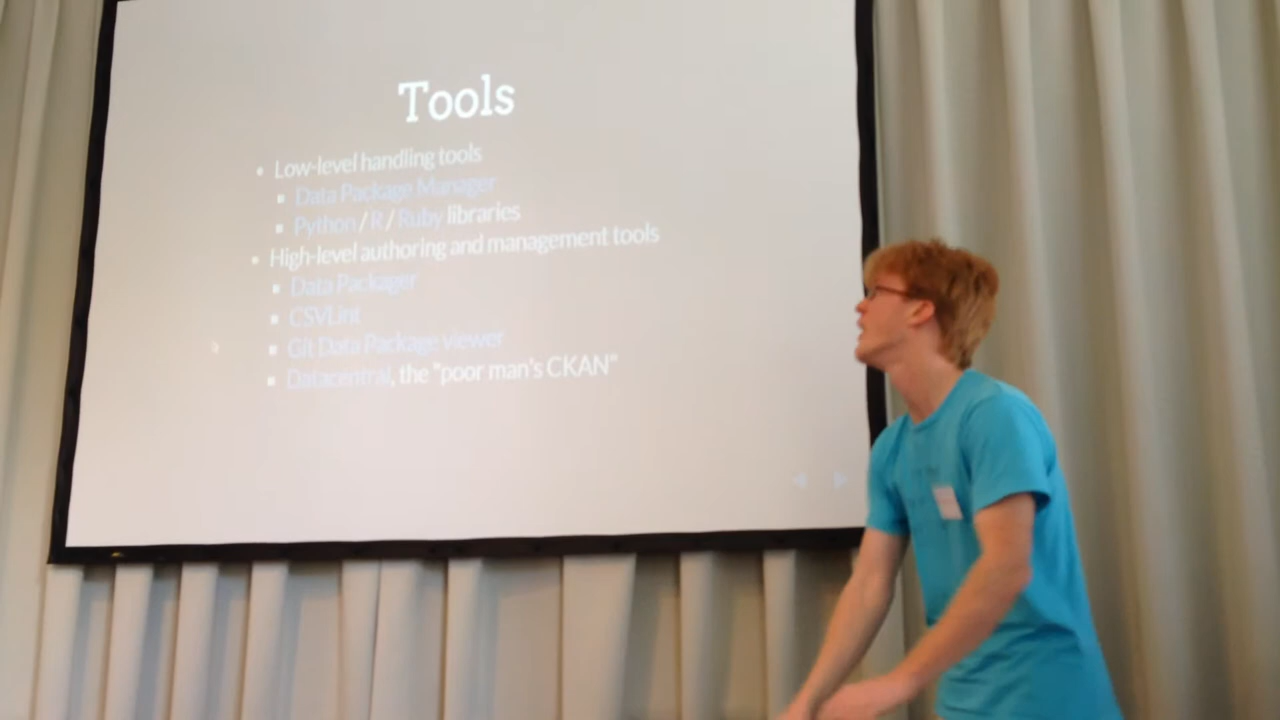 Tools
Low-level handling tools
Data Package Manager
Python / R / Ruby libraries
High-level authoring and management tools
Data Packager
CSVLint
Git Data Package viewer
Datacentral, the "poor man's CKAN"